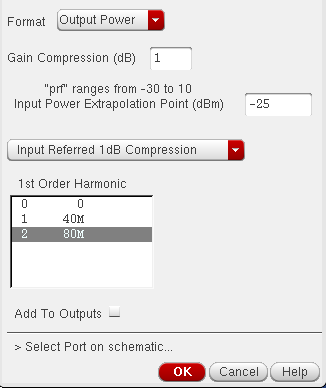 Format Output Power
Gain Compression (dB) 1
"prf" ranges from -30 to 10
Input Power Extrapolation Point (dBm) -25
Input Referred 1dB Compression
1st Order Harmonic
0 0
1 40M
2 80M
Add To Outputs
> Select Port on schematic...
OK Cancel Help